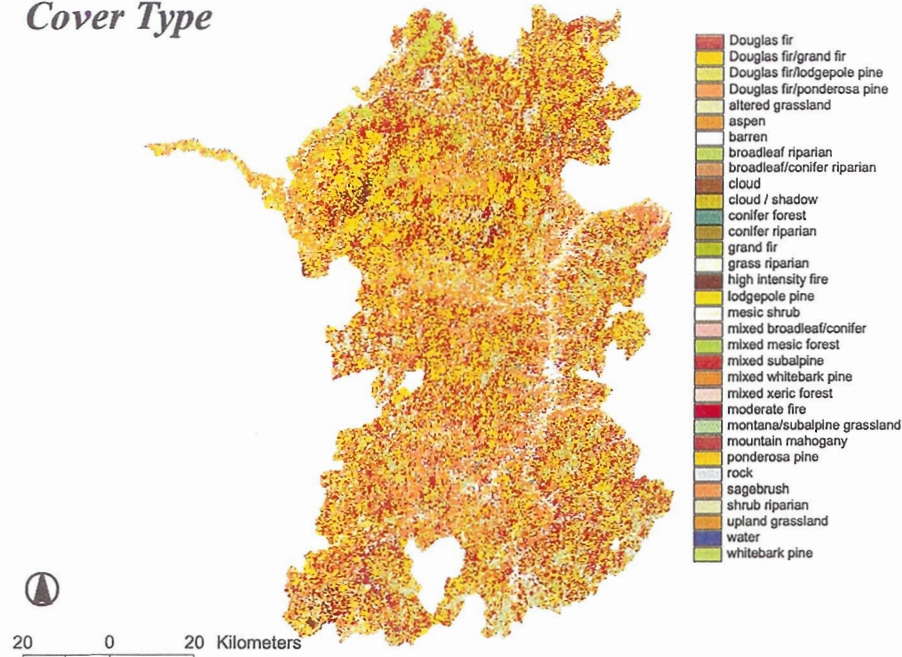 Cover Type
Douglas fir
Douglas fir/grand fir
Douglas fir/lodgepole pine
Douglas fir/ponderosa pine
altered grassland
aspen
barren
broadleaf riparian
broadleaf/conifer riparian
cloud
cloud / shadow
conifer forest
conifer riparian
grand fir
grass riparian
high intensity fire
lodgepole pine
mesic shrub
mixed broadleaf/conifer
mixed mesic forest
mixed subalpine
mixed whitebark pine
mixed xeric forest
moderate fire
montana/subalpine grassland
mountain mahogany
ponderosa pine
rock
sagebrush
shrub riparian
upland grassland
water
whitebark pine
20 0 20 Kilometers